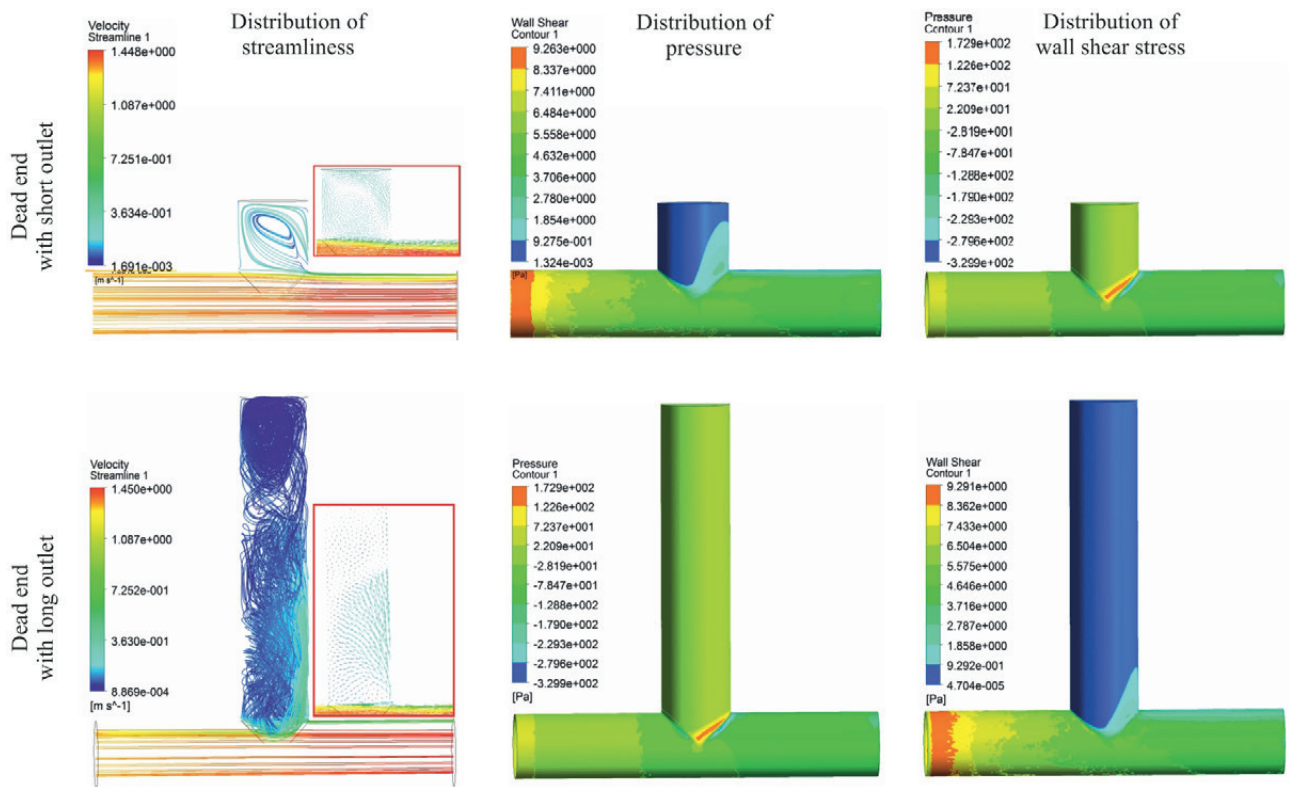 Distribution of
streamliness
Distribution of
pressure
Distribution of
wall shear stress
Dead end
with short outlet
Velocity
Streamline 1
1.448e+000
1.087e+000
7.251e-001
3.634e-001
1.691e-003
[m s^-1]
Wall Shear
Contour 1
9.263e+000
8.337e+000
7.411e+000
6.484e+000
5.558e+000
4.632e+000
3.706e+000
2.780e+000
1.854e+000
9.275e-001
1.324e-003
[Pa]
Pressure
Contour 1
1.729e+002
1.226e+002
7.237e+001
2.209e+001
-2.819e+001
-7.847e+001
-1.288e+002
-1.790e+002
-2.293e+002
-2.796e+002
-3.299e+002
Dead end
with long outlet
Velocity
Streamline 1
1.450e+000
1.087e+000
7.252e-001
3.630e-001
8.869e-004
[m s^-1]
Pressure
Contour 1
1.729e+002
1.226e+002
7.237e+001
2.209e+001
-2.819e+001
-7.847e+001
-1.288e+002
-1.790e+002
-2.293e+002
-2.796e+002
-3.299e+002
[Pa]
Wall Shear
Contour 1
9.291e+000
8.362e+000
7.433e+000
6.504e+000
5.575e+000
4.646e+000
3.716e+000
2.787e+000
1.858e+000
9.292e-001
4.704e-005
[Pa]